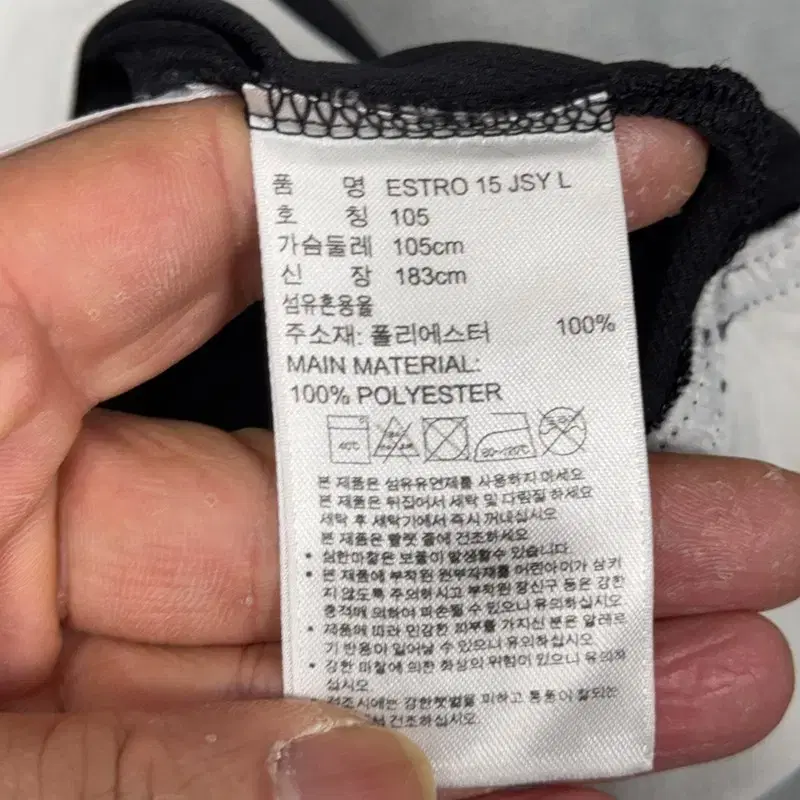 품 명 ESTRO 15 JSY L
호 칭 105
가슴둘레 105cm
신 장 183cm
섬유혼용율
주소재: 폴리에스터 100%
MAIN MATERIAL:
100% POLYESTER
40℃ 80~120℃
본 제품은 섬유유연제를 사용하지 마세요
본 제품은 뒤집어서 세탁 및 다림질 하세요
세탁 후 세탁기에서 즉시 꺼내십시오
본 제품은 빨랫 줄에 건조하세요
• 심한마찰은 보풀이 발생할수 있습니다.
• 본 제품에 부착된 원부자재를 어린아이가 삼키
지 않도록 주의하시고 부착된 장신구 등은 강한
충격에 의하여 파손될 수 있으니 유의하십시오
• 제품에 따라 민감한 피부를 가지신 분은 알레르
기 반응이 일어날 수 있으니 유의하십시오
• 강한 마찰에 의한 화상의 위험이 있으니 유의하
십시오
건조시에는 강한햇볕을 피하고 통풍이 잘되는
건조하십시오.